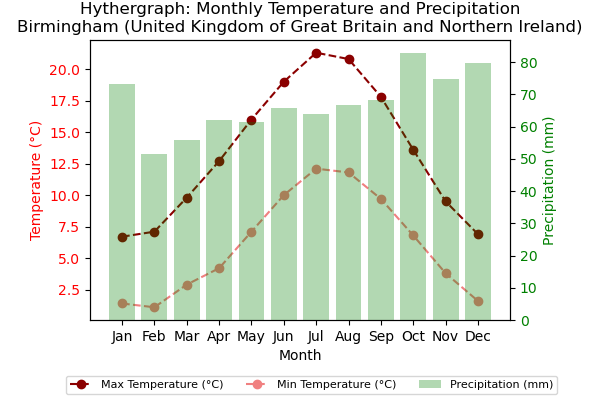 Hythergraph: Monthly Temperature and Precipitation
Birmingham (United Kingdom of Great Britain and Northern Ireland)
20.0
17.5
15.0
12.5
10.0
7.5
5.0
2.5
Temperature (°C)
80
70
60
50
40
30
20
10
0
Precipitation (mm)
Jan Feb Mar Apr May Jun Jul Aug Sep Oct Nov Dec
Month
Max Temperature (°C) Min Temperature (°C) Precipitation (mm)